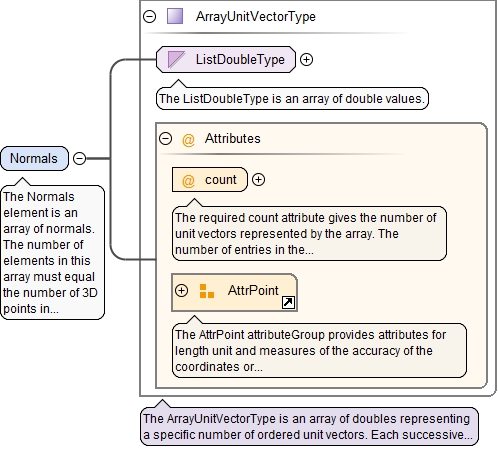 ArrayUnitVectorType
ListDoubleType
The ListDoubleType is an array of double values.
@ Attributes
@ count
The required count attribute gives the number of
unit vectors represented by the array. The
number of entries in the...
AttrPoint
The AttrPoint attributeGroup provides attributes for
length unit and measures of the accuracy of the
coordinates or...
Normals
The Normals
element is an
array of normals.
The number of
elements in this
array must equal
the number of 3D
points in...
The ArrayUnitVectorType is an array of doubles representing
a specific number of ordered unit vectors. Each successive...